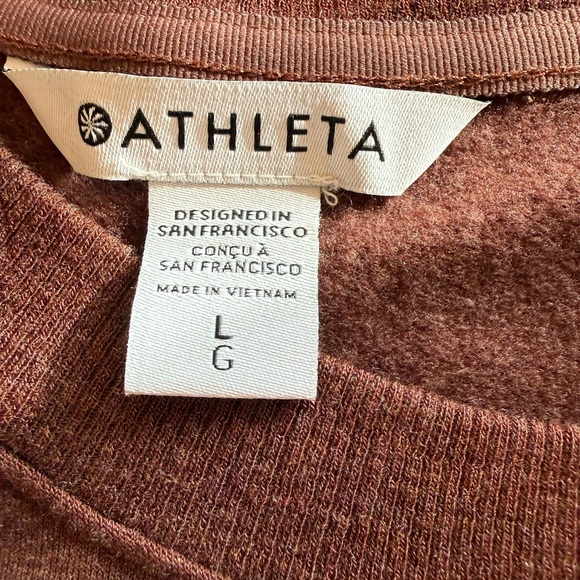 ATHLETA
DESIGNED IN
SAN FRANCISCO
CONÇU À
SAN FRANCISCO
MADE IN VIETNAM
L
G